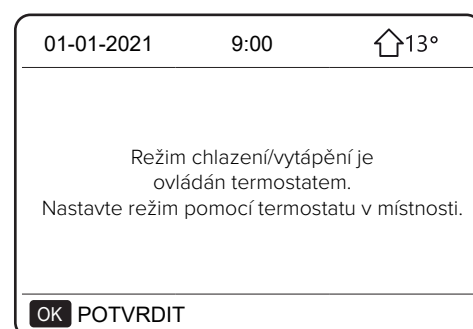 01-01-2021 9:00 13°
Režim chlazení/vytápění je
ovládán termostatem.
Nastavte režim pomocí termostatu v místnosti.
OK POTVRDIT